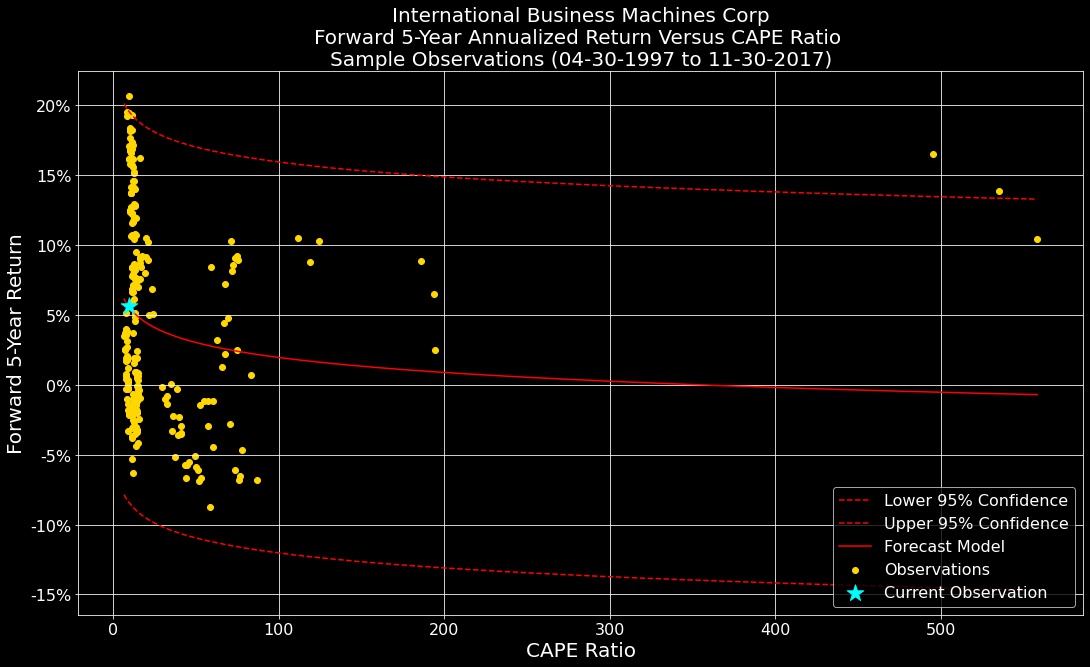 International Business Machines Corp
Forward 5-Year Annualized Return Versus CAPE Ratio
Sample Observations (04-30-1997 to 11-30-2017)
Forward 5-Year Return
20%
15%
10%
5%
0%
-5%
-10%
-15%
Lower 95% Confidence
Upper 95% Confidence
Forecast Model
Observations
Current Observation
0 100 200 300 400 500
CAPE Ratio